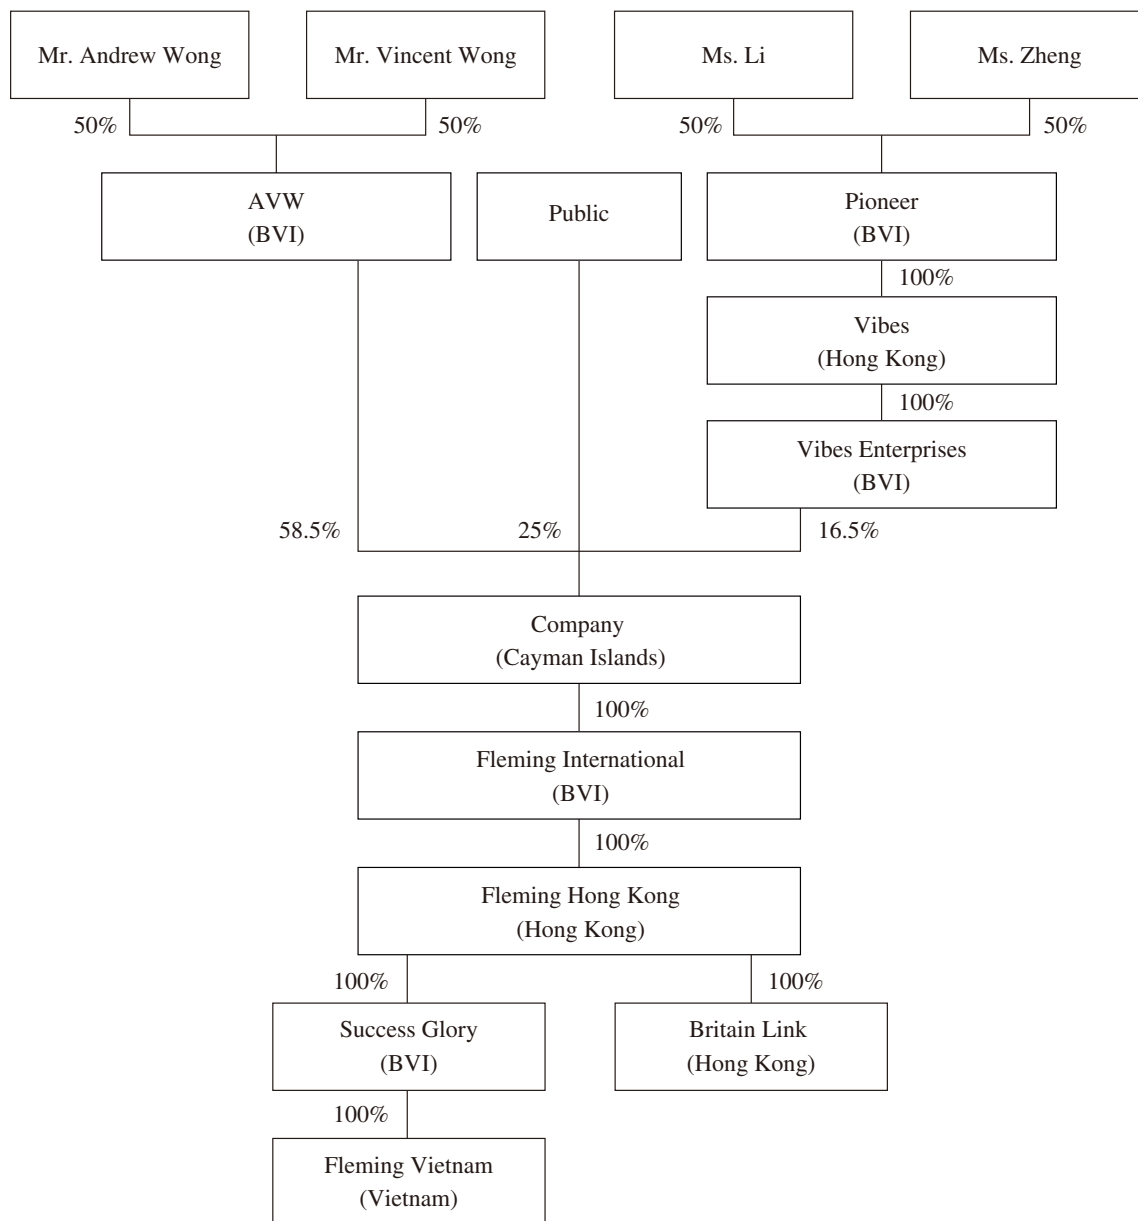 Mr. Andrew Wong
Mr. Vincent Wong
Ms. Li
Ms. Zheng
50%
50%
50%
50%
AVW
(BVI)
Public
Pioneer
(BVI)
100%
Vibes
(Hong Kong)
100%
Vibes Enterprises
(BVI)
58.5%
25%
16.5%
Company
(Cayman Islands)
100%
Fleming International
(BVI)
100%
Fleming Hong Kong
(Hong Kong)
100%
100%
Success Glory
(BVI)
Britain Link
(Hong Kong)
100%
Fleming Vietnam
(Vietnam)